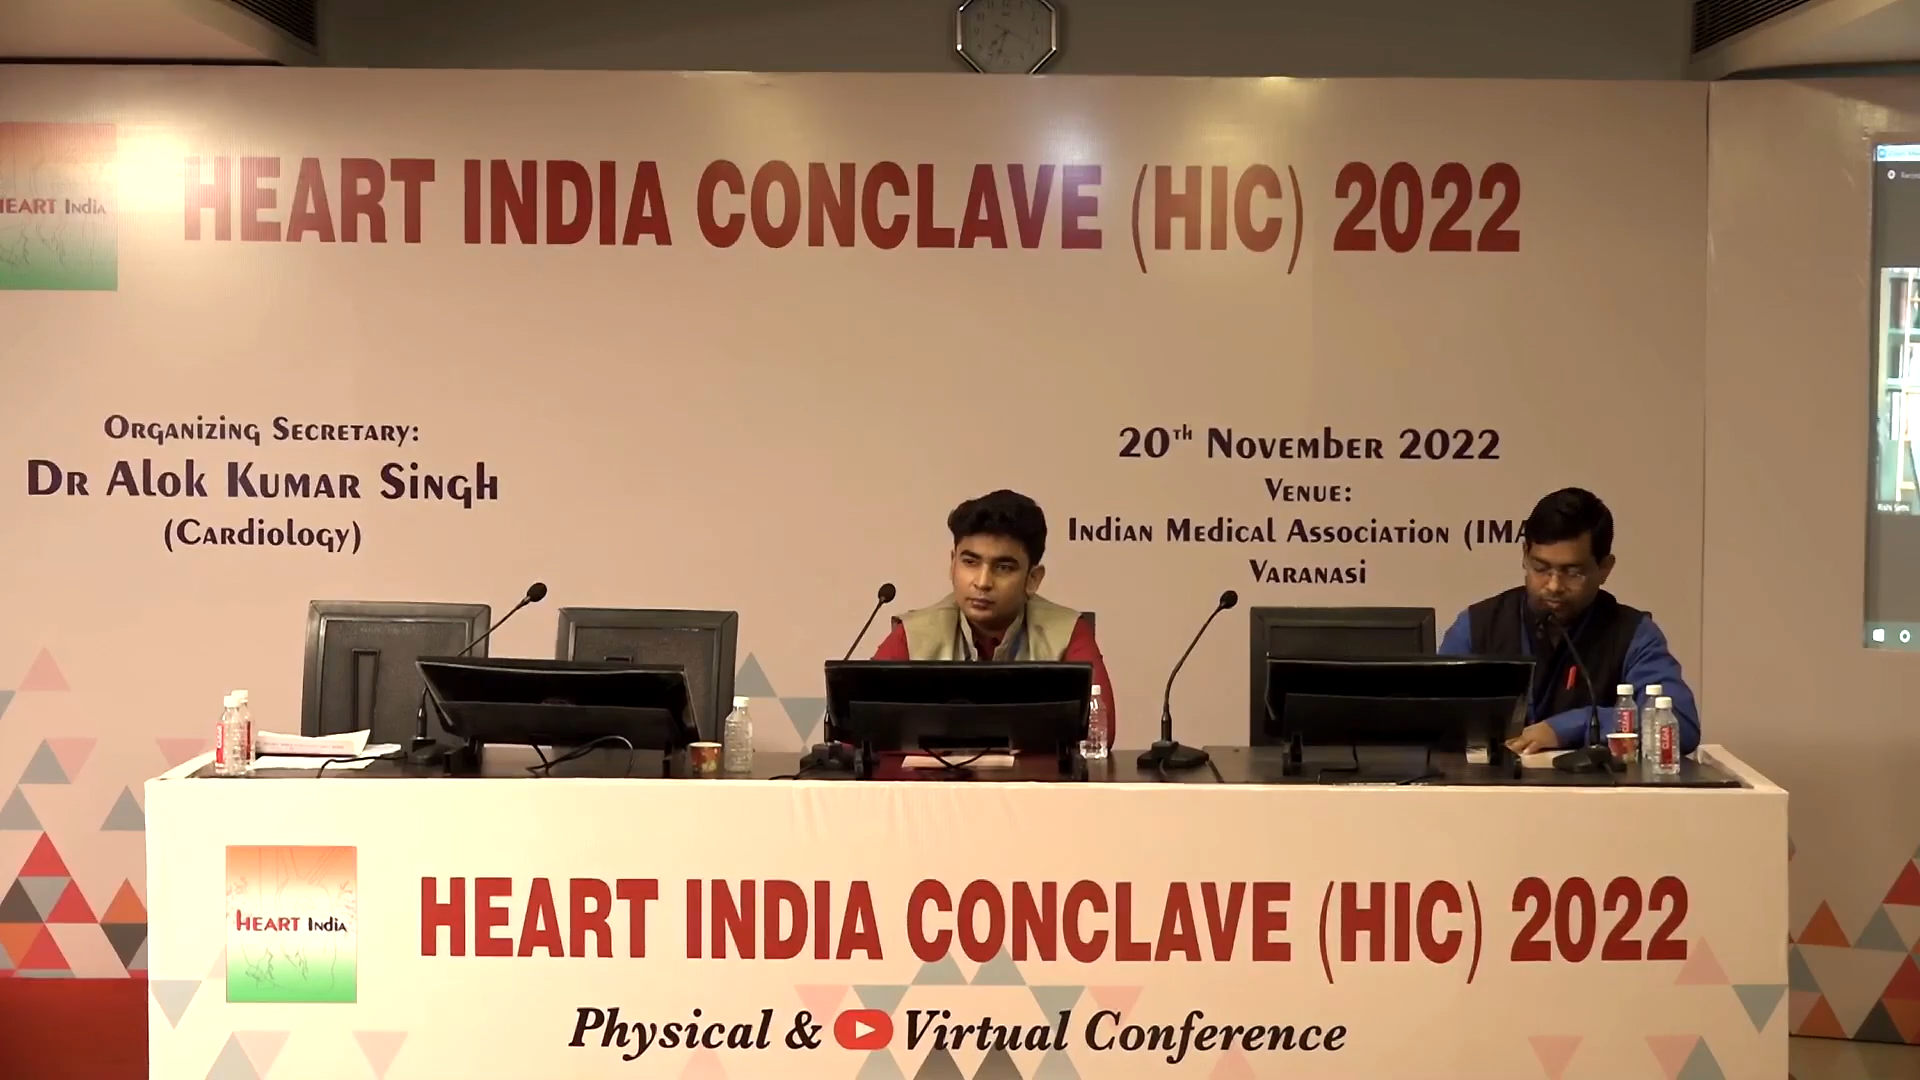 HEART India
HEART INDIA CONCLAVE (HIC) 2022
Organizing Secretary:
Dr Alok Kumar Singh
(Cardiology)
20th November 2022
Venue:
Indian Medical Association (IMA
Varanasi
HEART India
HEART INDIA CONCLAVE (HIC) 2022
Physical & Virtual Conference